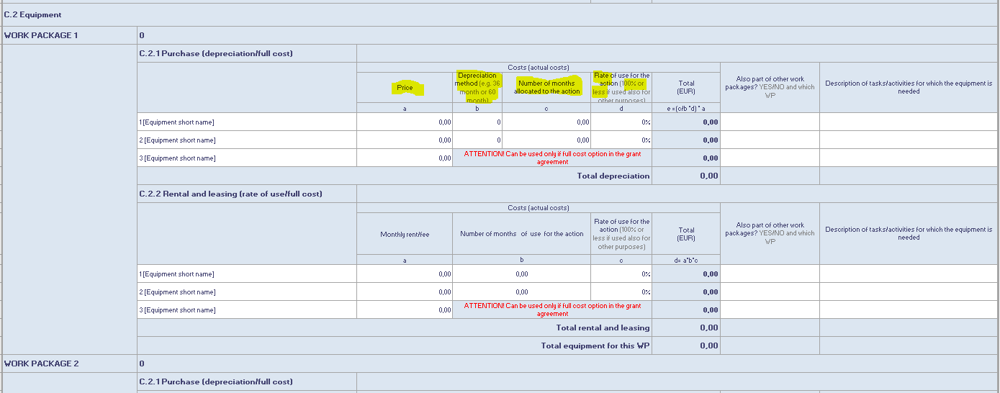 C.2 Equipment
WORK PACKAGE 1 0
C.2.1 Purchase (depreciation/full cost)
Costs (actual costs)
Price
Depreciation
method (e.g. 36
month or 60
month)
Number of months
allocated to the action
Rate of use for the
action (100% or
less if used also for
other purposes)
Total
(EUR)
Also part of other work
packages? YES/NO and which
WP
Description of tasks/activities for which the equipment is
needed
a b c d e =(c/b *d) * a
1 [Equipment short name] 0,00 0 0,00 0% 0,00
2 [Equipment short name] 0,00 0 0,00 0% 0,00
3 [Equipment short name] 0,00 ATTENTION! Can be used only if full cost option in the grant
agreement 0,00
Total depreciation 0,00
C.2.2 Rental and leasing (rate of use/full cost)
Costs (actual costs)
Monthly rent/fee
Number of months of use for the action
Rate of use for the
action (100% or
less if used also for
other purposes)
Total
(EUR)
Also part of other work
packages? YES/NO and which
WP
Description of tasks/activities for which the equipment is
needed
a b c d= a*b*c
1 [Equipment short name] 0,00 0,00 0% 0,00
2 [Equipment short name] 0,00 0,00 0% 0,00
3 [Equipment short name] 0,00 ATTENTION! Can be used only if full cost option in the grant
agreement 0,00
Total rental and leasing 0,00
Total equipment for this WP 0,00
WORK PACKAGE 2 0
C.2.1 Purchase (depreciation/full cost)